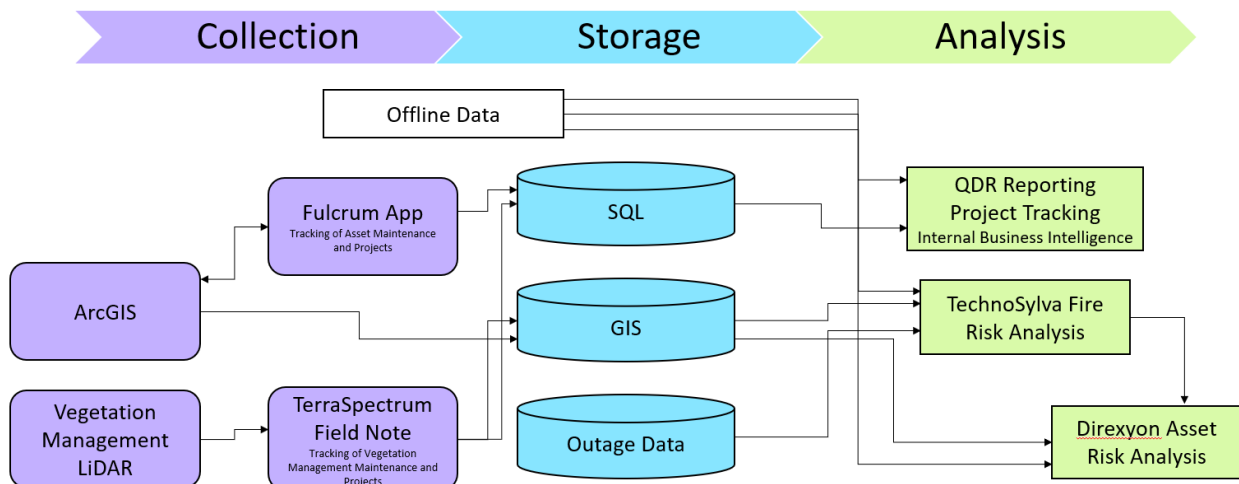 Collection
Storage
Analysis
Offline Data
Fulcrum App
Tracking of Asset Maintenance
and Projects
SQL
QDR Reporting
Project Tracking
Internal Business Intelligence
ArcGIS
GIS
TechnoSylva Fire
Risk Analysis
Vegetation
Management
LiDAR
TerraSpectrum
Field Note
Tracking of Vegetation
Management Maintenance and
Projects
Outage Data
Direxyon Asset
Risk Analysis